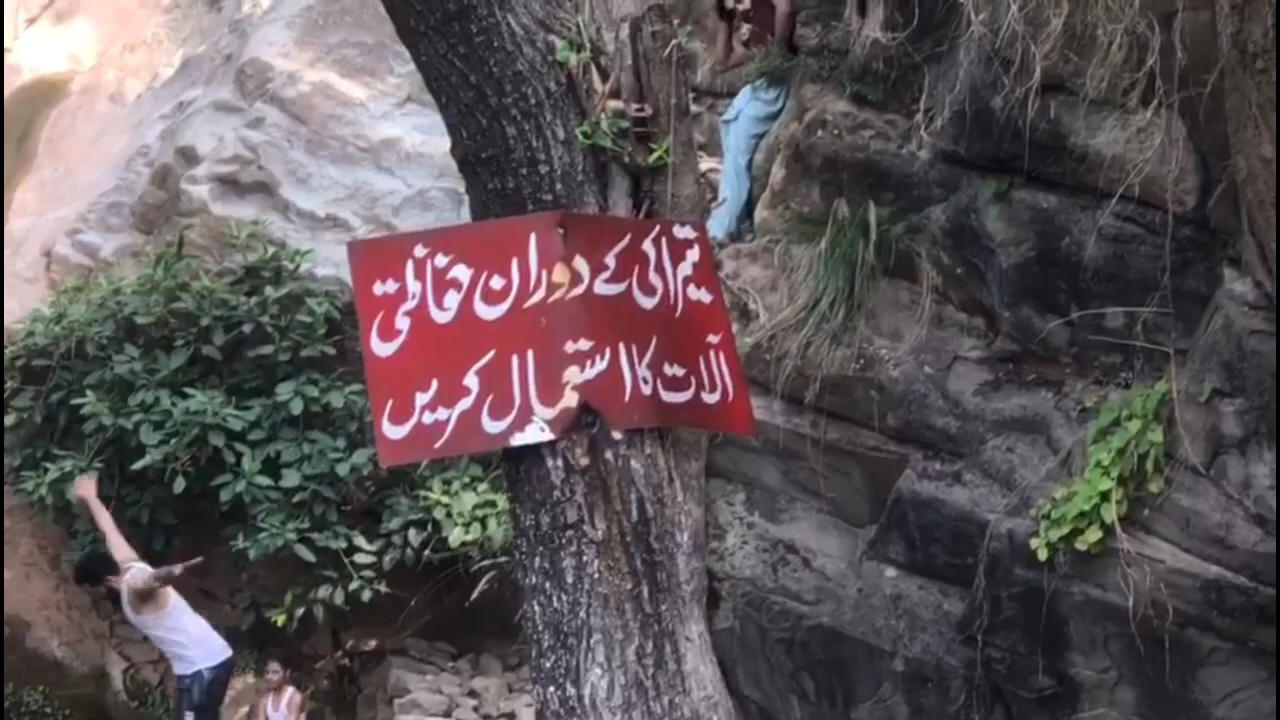 تیراکی کے دوران حفاظتی
آلات کا استعمال کریں